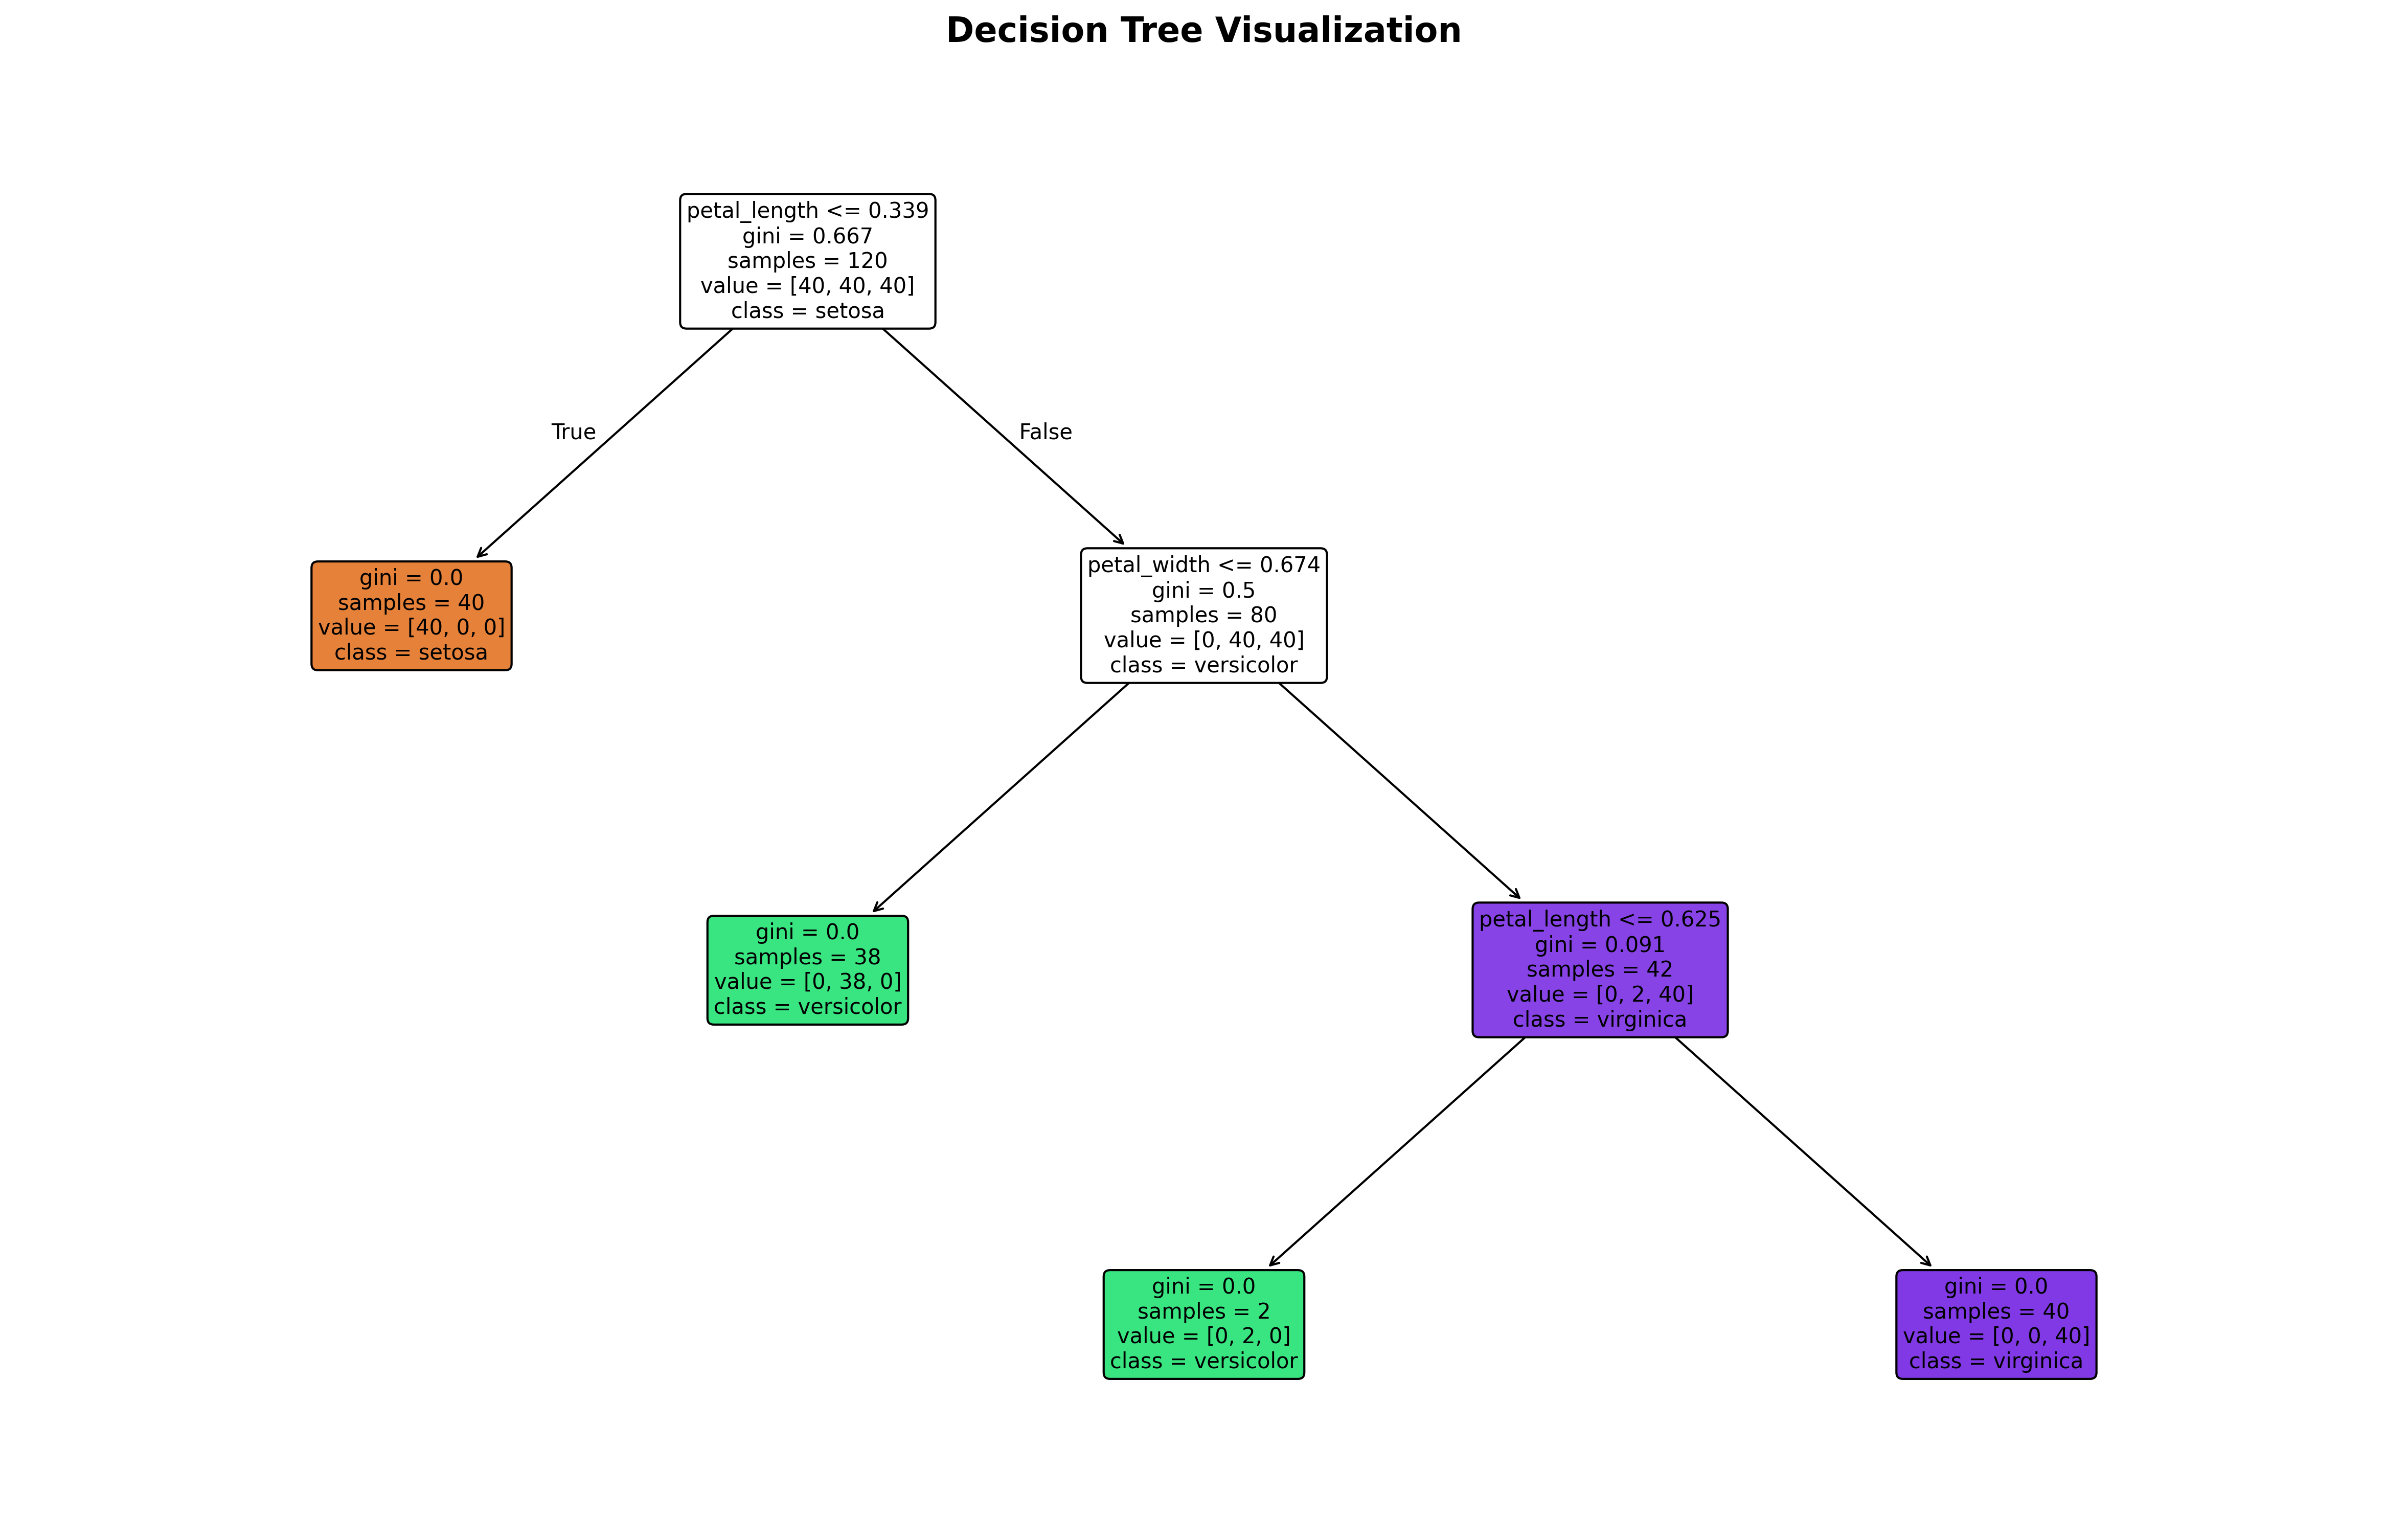 Decision Tree Visualization
petal_length <= 0.339
gini = 0.667
samples = 120
value = [40, 40, 40]
class = setosa
True
False
gini = 0.0
samples = 40
value = [40, 0, 0]
class = setosa
petal_width <= 0.674
gini = 0.5
samples = 80
value = [0, 40, 40]
class = versicolor
gini = 0.0
samples = 38
value = [0, 38, 0]
class = versicolor
petal_length <= 0.625
gini = 0.091
samples = 42
value = [0, 2, 40]
class = virginica
gini = 0.0
samples = 2
value = [0, 2, 0]
class = versicolor
gini = 0.0
samples = 40
value = [0, 0, 40]
class = virginica